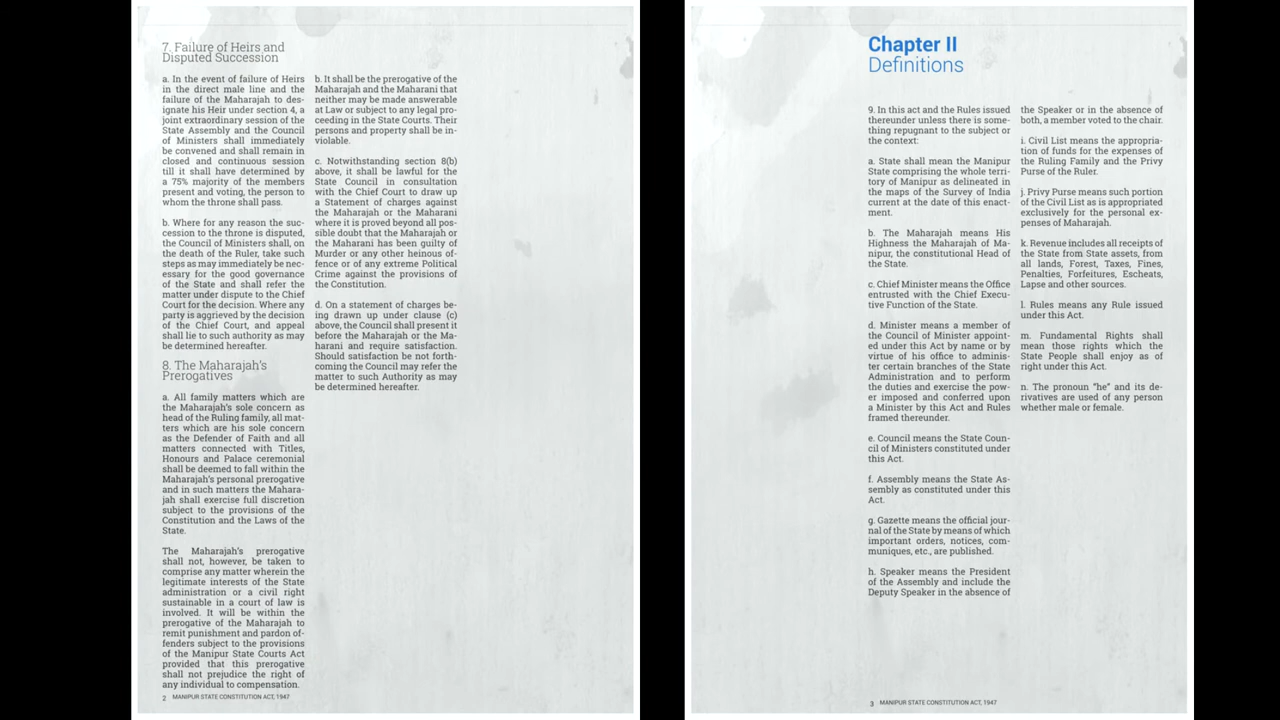 7. Failure of Heirs and
Disputed Succession
a. In the event of failure of Heirs
in the direct male line and the
failure of the Maharajah to des-
ignate his Heir under section 4, a
joint extraordinary session of the
State Assembly and the Council
of Ministers shall immediately
be convened and shall remain in
closed and continuous session
till it shall have determined by
a 75% majority of the members
present and voting, the person to
whom the throne shall pass.
b. Where for any reason the suc-
cession to the throne is disputed,
the Council of Ministers shall, on
the death of the Ruler, take such
steps as may immediately be nec-
essary for the good governance
of the State and shall refer the
matter under dispute to the Chief
Court for the decision. Where any
party is aggrieved by the decision
of the Chief Court, and appeal
shall lie to such authority as may
be determined hereafter.
8. The Maharajah's
Prerogatives
a. All family matters which are
the Maharajah's sole concern as
head of the Ruling family, all mat-
ters which are his sole concern
as the Defender of Faith and all
matters connected with Titles,
Honours and Palace ceremonial
shall be deemed to fall within the
Maharajah's personal prerogative
and in such matters the Mahara-
jah shall exercise full discretion
subject to the provisions of the
Constitution and the Laws of the
State.
The Maharajah's prerogative
shall not, however, be taken to
comprise any matter wherein the
legitimate interests of the State
administration or a civil right
sustainable in a court of law is
involved. It will be within the
prerogative of the Maharajah to
remit punishment and pardon of-
fenders subject to the provisions
of the Manipur State Courts Act
provided that this prerogative
shall not prejudice the right of
any individual to compensation.
b. It shall be the prerogative of the
Maharajah and the Maharani that
neither may be made answerable
at Law or subject to any legal pro-
ceeding in the State Courts. Their
persons and property shall be in-
violable.
c. Notwithstanding section 8(b)
above, it shall be lawful for the
State Council in consultation
with the Chief Court to draw up
a Statement of charges against
the Maharajah or the Maharani
where it is proved beyond all pos-
sible doubt that the Maharajah or
the Maharani has been guilty of
Murder or any other heinous of-
fence or of any extreme Political
Crime against the provisions of
the Constitution.
d. On a statement of charges be-
ing drawn up under clause (c)
above, the Council shall present it
before the Maharajah or the Ma-
harani and require satisfaction.
Should satisfaction be not forth-
coming the Council may refer the
matter to such Authority as may
be determined hereafter.
2 MANIPUR STATE CONSTITUTION ACT, 1947
Chapter II
Definitions
9. In this act and the Rules issued
thereunder unless there is some-
thing repugnant to the subject or
the context:
a. State shall mean the Manipur
State comprising the whole terri-
tory of Manipur as delineated in
the maps of the Survey of India
current at the date of this enact-
ment.
b. The Maharajah means His
Highness the Maharajah of Ma-
nipur, the constitutional Head of
the State.
c. Chief Minister means the Office
entrusted with the Chief Execu-
tive Function of the State.
d. Minister means a member of
the Council of Minister appoint-
ed under this Act by name or by
virtue of his office to adminis-
ter certain branches of the State
Administration and to perform
the duties and exercise the pow-
er imposed and conferred upon
a Minister by this Act and Rules
framed thereunder.
e. Council means the State Coun-
cil of Ministers constituted under
this Act.
f. Assembly means the State As-
sembly as constituted under this
Act.
g. Gazette means the official jour-
nal of the State by means of which
important orders, notices, com-
muniques, etc., are published.
h. Speaker means the President
of the Assembly and include the
Deputy Speaker in the absence of
the Speaker or in the absence of
both, a member voted to the chair.
i. Civil List means the appropria-
tion of funds for the expenses of
the Ruling Family and the Privy
Purse of the Ruler.
j. Privy Purse means such portion
of the Civil List as is appropriated
exclusively for the personal ex-
penses of Maharajah.
k. Revenue includes all receipts of
the State from State assets, from
all lands, Forest, Taxes, Fines,
Penalties, Forfeitures, Escheats,
Lapse and other sources.
l. Rules means any Rule issued
under this Act.
m. Fundamental Rights shall
mean those rights which the
State People shall enjoy as of
right under this Act.
n. The pronoun "he" and its de-
rivatives are used of any person
whether male or female.
3 MANIPUR STATE CONSTITUTION ACT, 1947